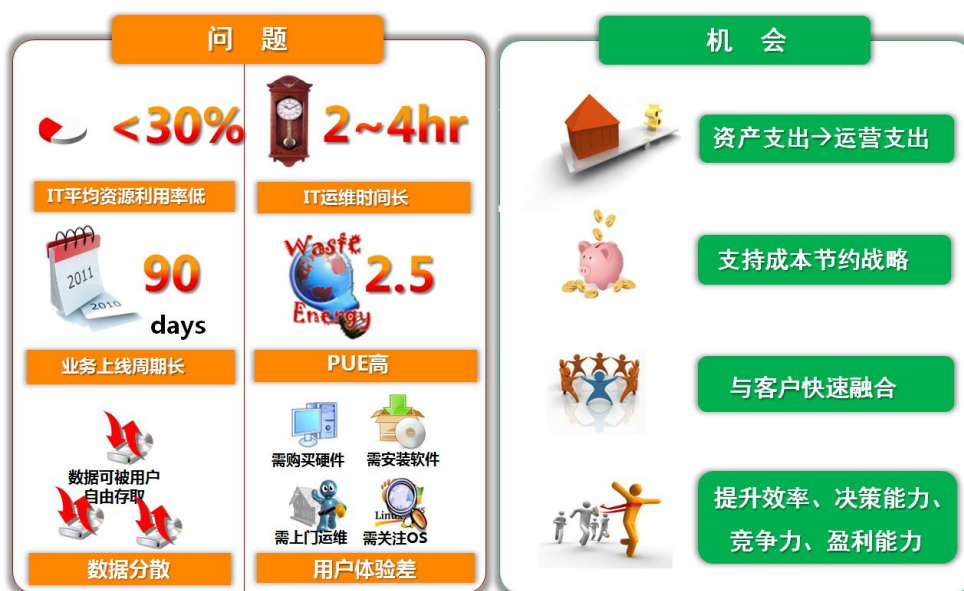 问 题
<30%
IT平均资源利用率低
2~4hr
IT运维时间长
2011
2010
90
days
业务上线周期长
Waste
Energy
2.5
PUE高
数据可被用户
自由存取
数据分散
需购买硬件
需安装软件
需上门运维
需关注OS
用户体验差
机 会
资产支出→运营支出
支持成本节约战略
与客户快速融合
提升效率、决策能力、
竞争力、盈利能力